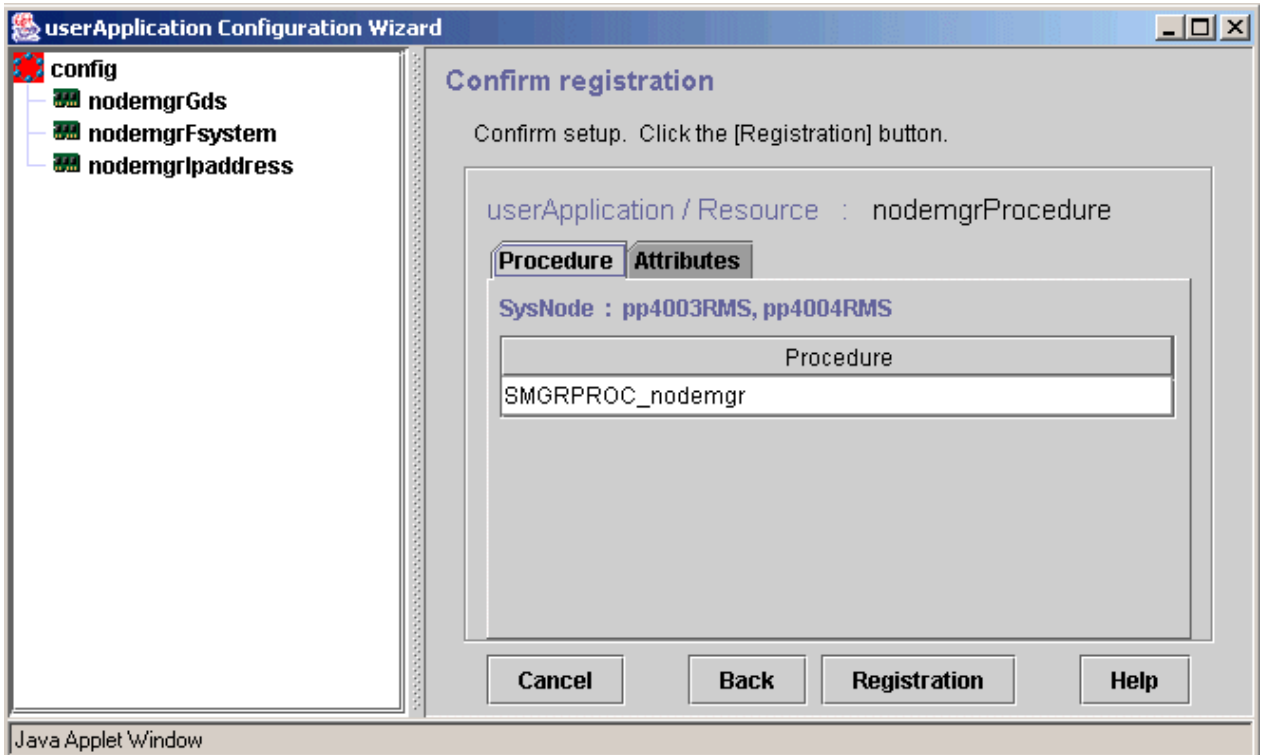 userApplication Configuration Wizard
config
nodemgrGds
nodemgrFsystem
nodemgrIpaddress
Confirm registration
Confirm setup. Click the [Registration] button.
userApplication / Resource : nodemgrProcedure
Procedure Attributes
SysNode : pp4003RMS, pp4004RMS
Procedure
SMGRPROC_nodemgr
Cancel Back Registration Help
Java Applet Window